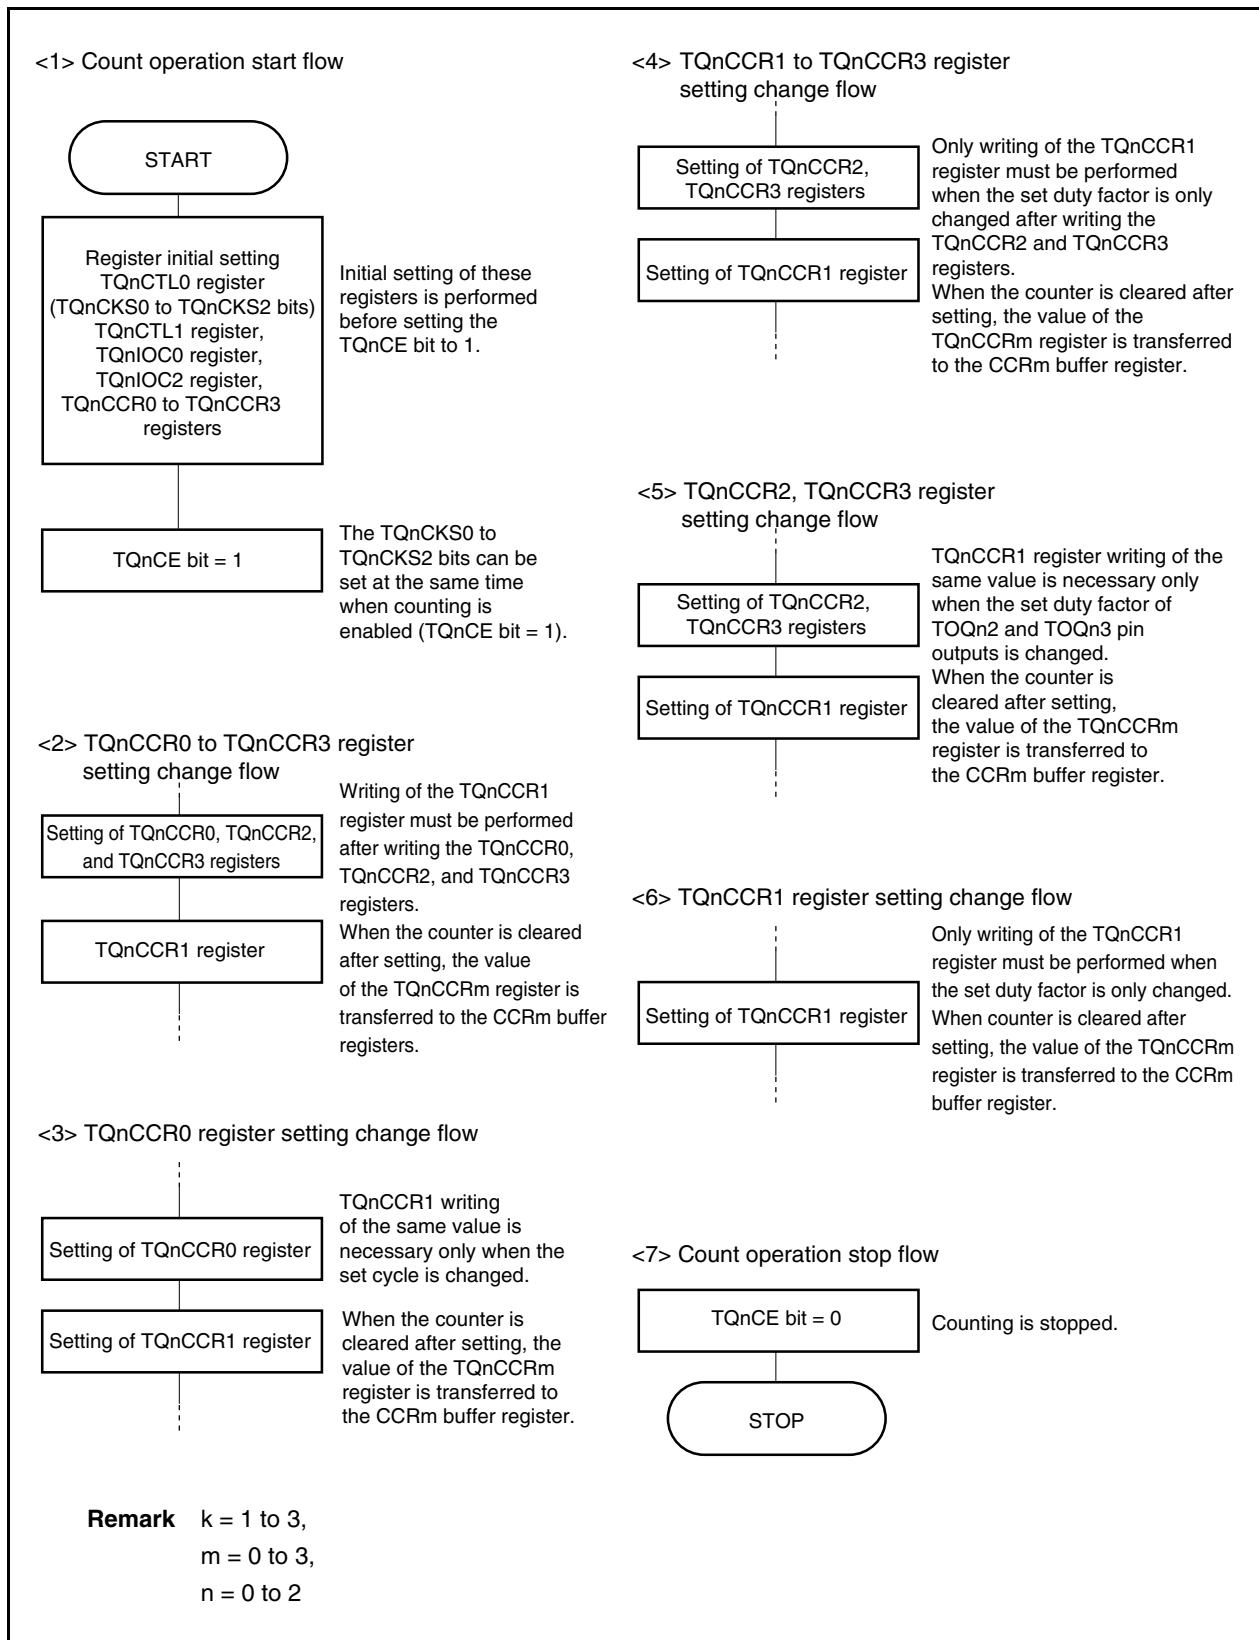 <1> Count operation start flow
START
Register initial setting
TQnCTL0 register
(TQnCKS0 to TQnCKS2 bits)
TQnCTL1 register,
TQnIOC0 register,
TQnIOC2 register,
TQnCCR0 to TQnCCR3
registers
Initial setting of these
registers is performed
before setting the
TQnCE bit to 1.
TQnCE bit = 1
The TQnCKS0 to
TQnCKS2 bits can be
set at the same time
when counting is
enabled (TQnCE bit = 1).
<2> TQnCCR0 to TQnCCR3 register
setting change flow
Setting of TQnCCR0, TQnCCR2,
and TQnCCR3 registers
TQnCCR1 register
Writing of the TQnCCR1
register must be performed
after writing the TQnCCR0,
TQnCCR2, and TQnCCR3
registers.
When the counter is cleared
after setting, the value
of the TQnCCRm register is
transferred to the CCRm buffer
registers.
<3> TQnCCR0 register setting change flow
Setting of TQnCCR0 register
TQnCCR1 writing
of the same value is
necessary only when the
set cycle is changed.
Setting of TQnCCR1 register
When the counter is
cleared after setting, the
value of the TQnCCRm
register is transferred to
the CCRm buffer register.
<4> TQnCCR1 to TQnCCR3 register
setting change flow
Setting of TQnCCR2,
TQnCCR3 registers
Setting of TQnCCR1 register
Only writing of the TQnCCR1
register must be performed
when the set duty factor is only
changed after writing the
TQnCCR2 and TQnCCR3
registers.
When the counter is cleared after
setting, the value of the
TQnCCRm register is transferred
to the CCRm buffer register.
<5> TQnCCR2, TQnCCR3 register
setting change flow
Setting of TQnCCR2,
TQnCCR3 registers
Setting of TQnCCR1 register
TQnCCR1 register writing of the
same value is necessary only
when the set duty factor of
TOQn2 and TOQn3 pin
outputs is changed.
When the counter is
cleared after setting,
the value of the TQnCCRm
register is transferred to
the CCRm buffer register.
<6> TQnCCR1 register setting change flow
Setting of TQnCCR1 register
Only writing of the TQnCCR1
register must be performed when
the set duty factor is only changed.
When counter is cleared after
setting, the value of the TQnCCRm
register is transferred to the CCRm
buffer register.
<7> Count operation stop flow
TQnCE bit = 0
Counting is stopped.
STOP
Remark k = 1 to 3,
m = 0 to 3,
n = 0 to 2